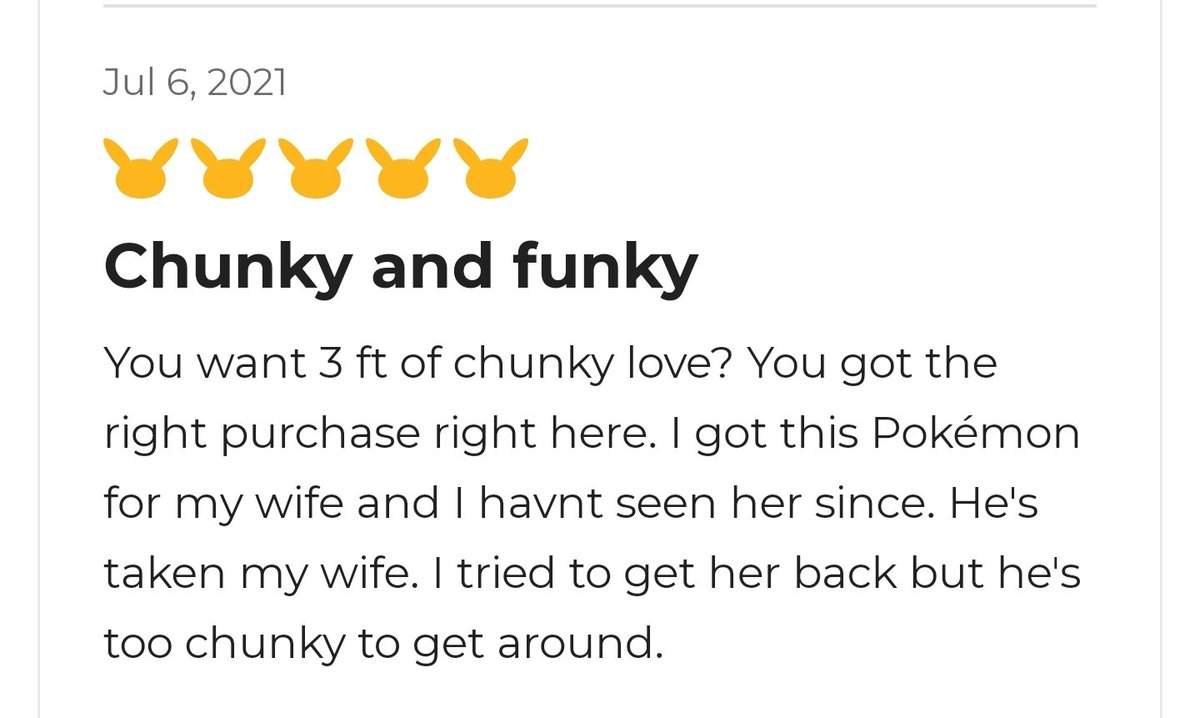 Jul 6, 2021
Chunky and funky
You want 3 ft of chunky love? You got the
right purchase right here. I got this Pokémon
for my wife and I havnt seen her since. He's
taken my wife. I tried to get her back but he's
too chunky to get around.